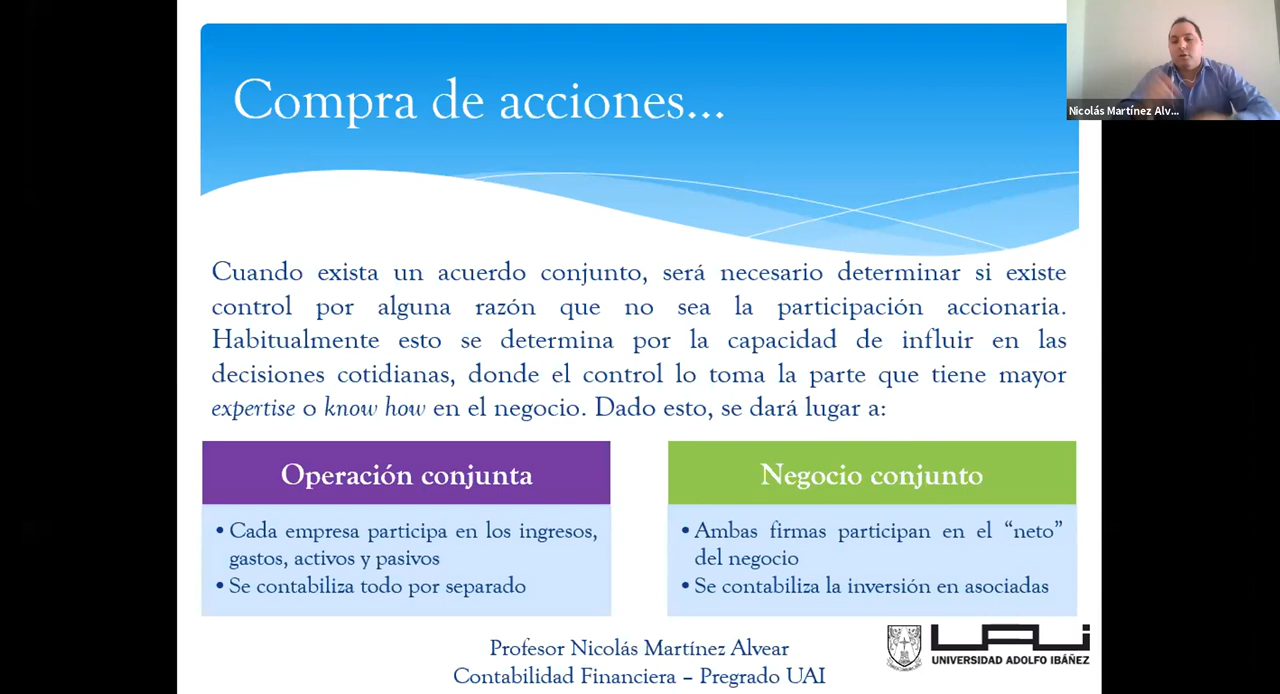 Compra de acciones...
Nicolás Martínez Alv...
Cuando exista un acuerdo conjunto, será necesario determinar si existe
control por alguna razón que no sea la participación accionaria.
Habitualmente esto se determina por la capacidad de influir en las
decisiones cotidianas, donde el control lo toma la parte que tiene mayor
expertise o know how en el negocio. Dado esto, se dará lugar a:
Operación conjunta
• Cada empresa participa en los ingresos,
gastos, activos y pasivos
• Se contabiliza todo por separado
Negocio conjunto
• Ambas firmas participan en el “neto”
del negocio
• Se contabiliza la inversión en asociadas
Profesor Nicolás Martínez Alvear
Contabilidad Financiera – Pregrado UAI
UAI
UNIVERSIDAD ADOLFO IBÁÑEZ